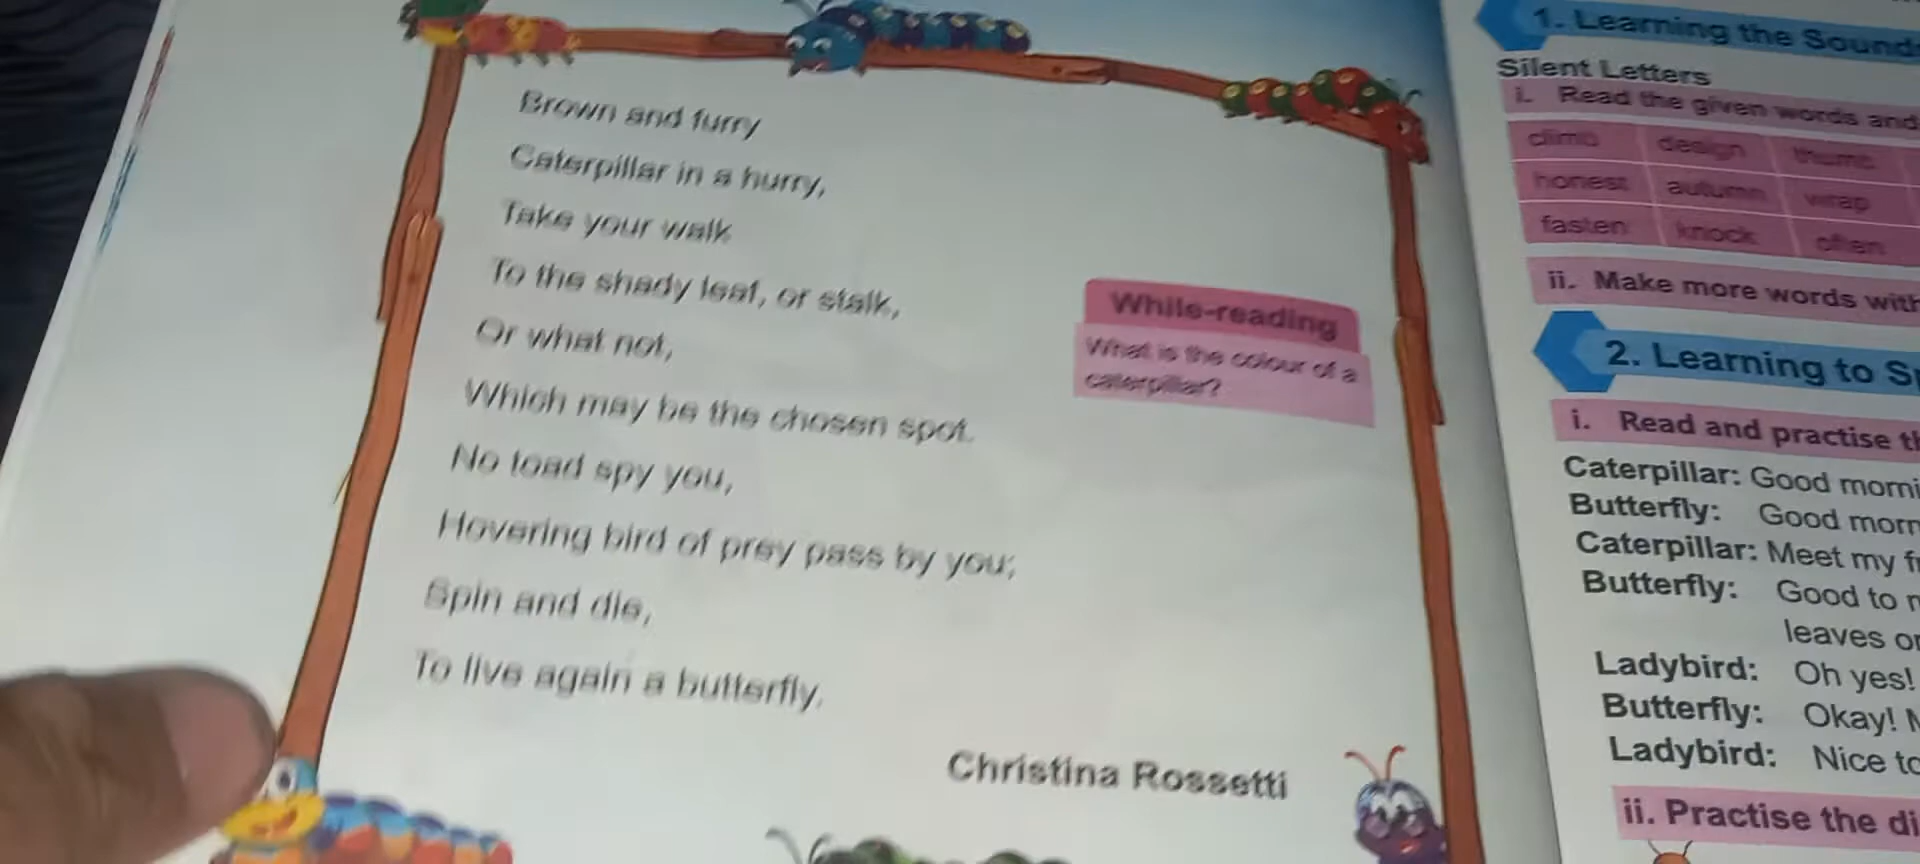 Brown and furry
Caterpillar in a hurry,
Take your walk
To the shady leaf, or stalk,
Or what not,
Which may be the chosen spot.
No toad spy you,
Hovering bird of prey pass by you;
Spin and die,
To live again a butterfly.
Christina Rossetti
While-reading
What is the colour of a
caterpillar?
1. Learning the Sounds
Silent Letters
i. Read the given words and
climb design thumb
honest autumn wrap
fasten knock often
ii. Make more words with
2. Learning to
i. Read and practise
Caterpillar: Good
Butterfly: Good
Caterpillar: Meet my
Butterfly: Good to
leaves
Ladybird: Oh yes!
Butterfly: Okay!
Ladybird: Nice to
ii. Practise the